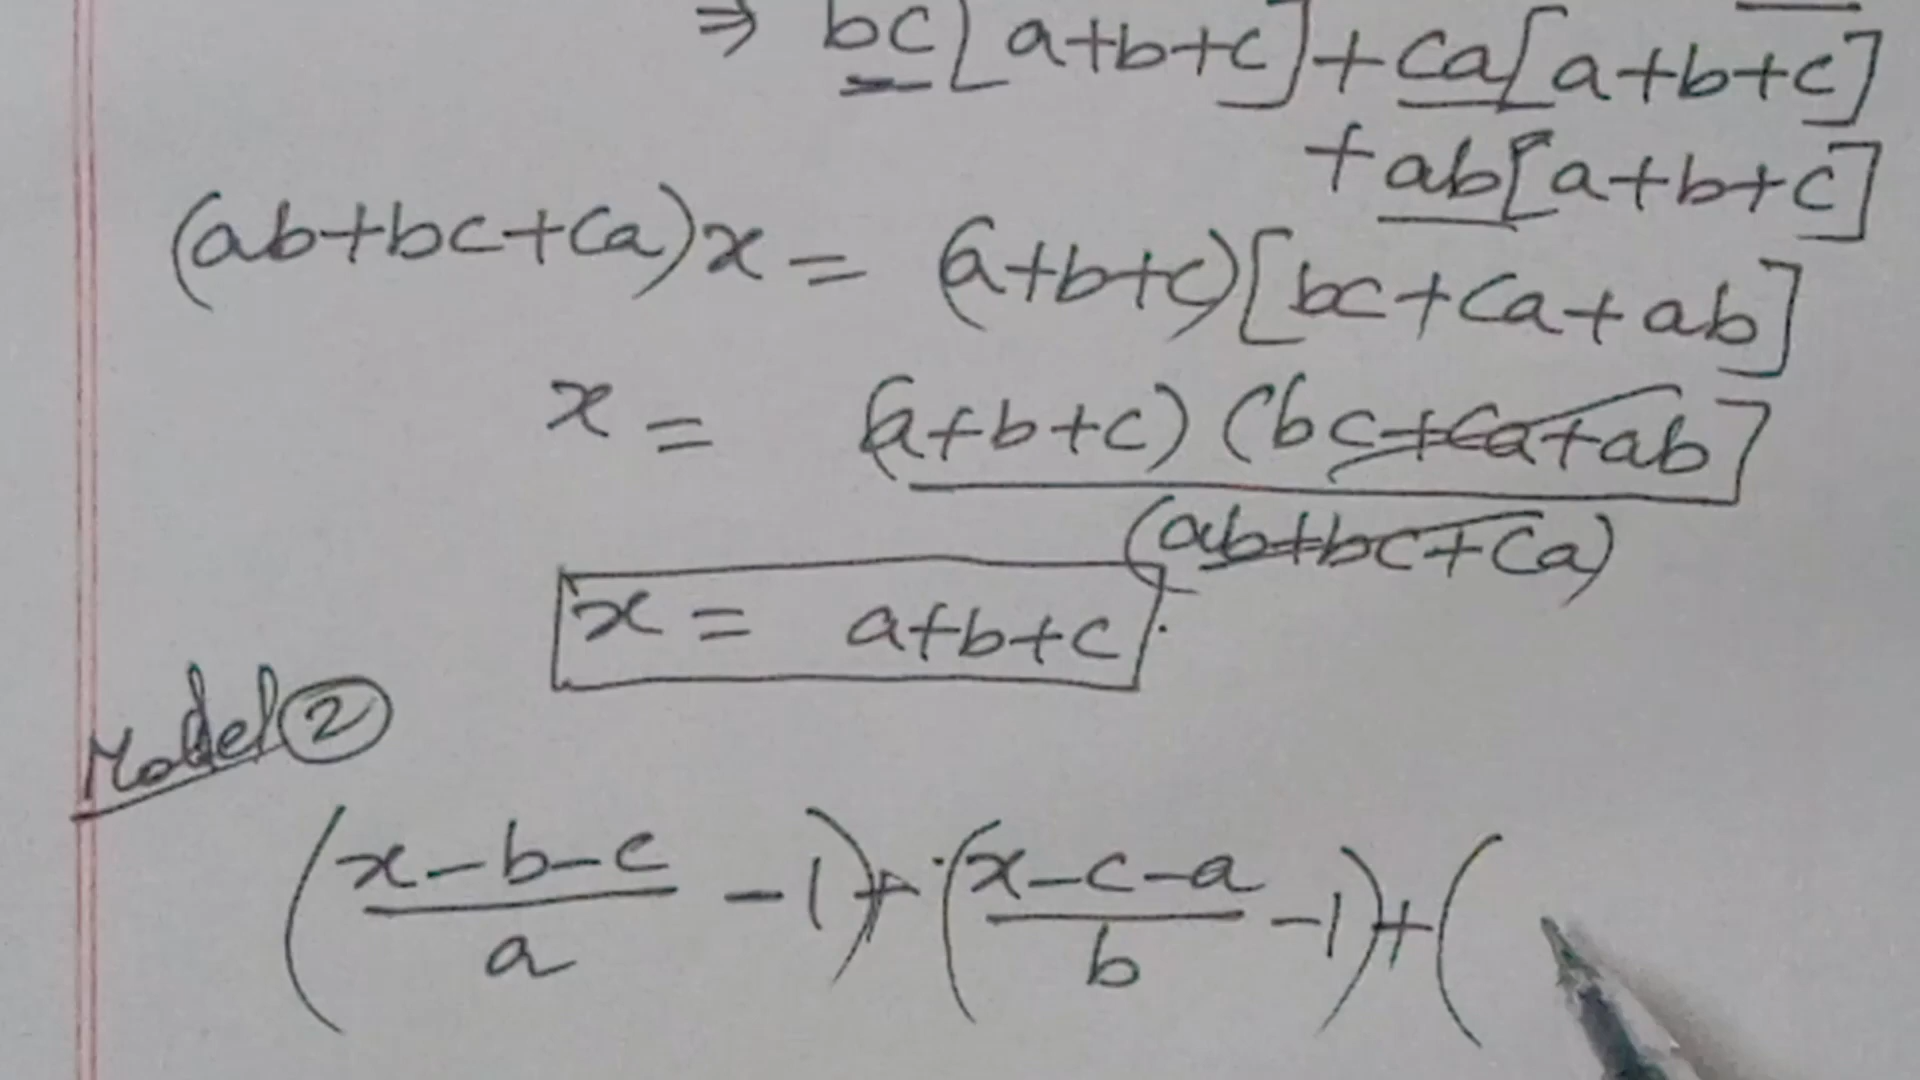 ⇒ bc[a+b+c]+ca[a+b+c]
+ab[a+b+c]
(ab+bc+ca)x = (a+b+c)[bc+ca+ab]
x = (a+b+c)(bc+ca+ab]
(ab+bc+ca)
x = a+b+c.
Model ②
(x-b-c/a -1)+(x-c-a/b -1)+(